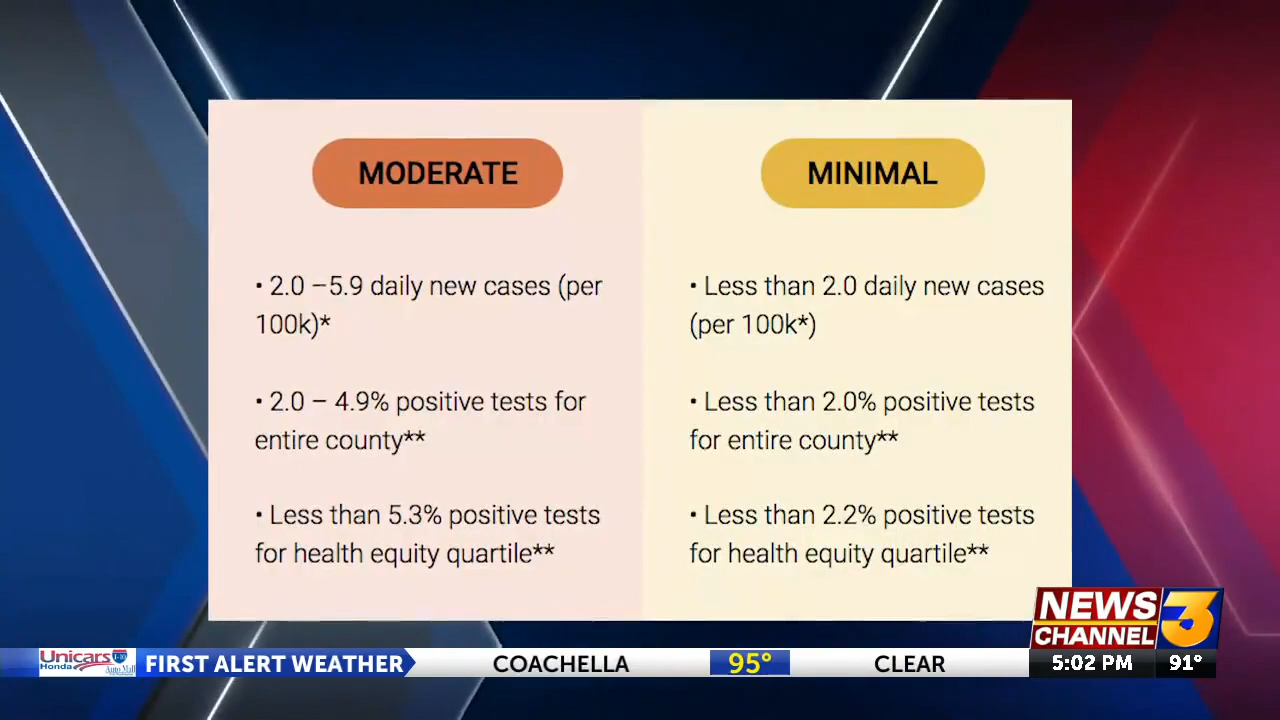 MODERATE
• 2.0 –5.9 daily new cases (per
100k)*
• 2.0 – 4.9% positive tests for
entire county**
• Less than 5.3% positive tests
for health equity quartile**
MINIMAL
• Less than 2.0 daily new cases
(per 100k*)
• Less than 2.0% positive tests
for entire county**
• Less than 2.2% positive tests
for health equity quartile**
NEWS
CHANNEL 3
Unicars
Honda
Auto Mall
FIRST ALERT WEATHER
COACHELLA
95°
CLEAR
5:02 PM
91°